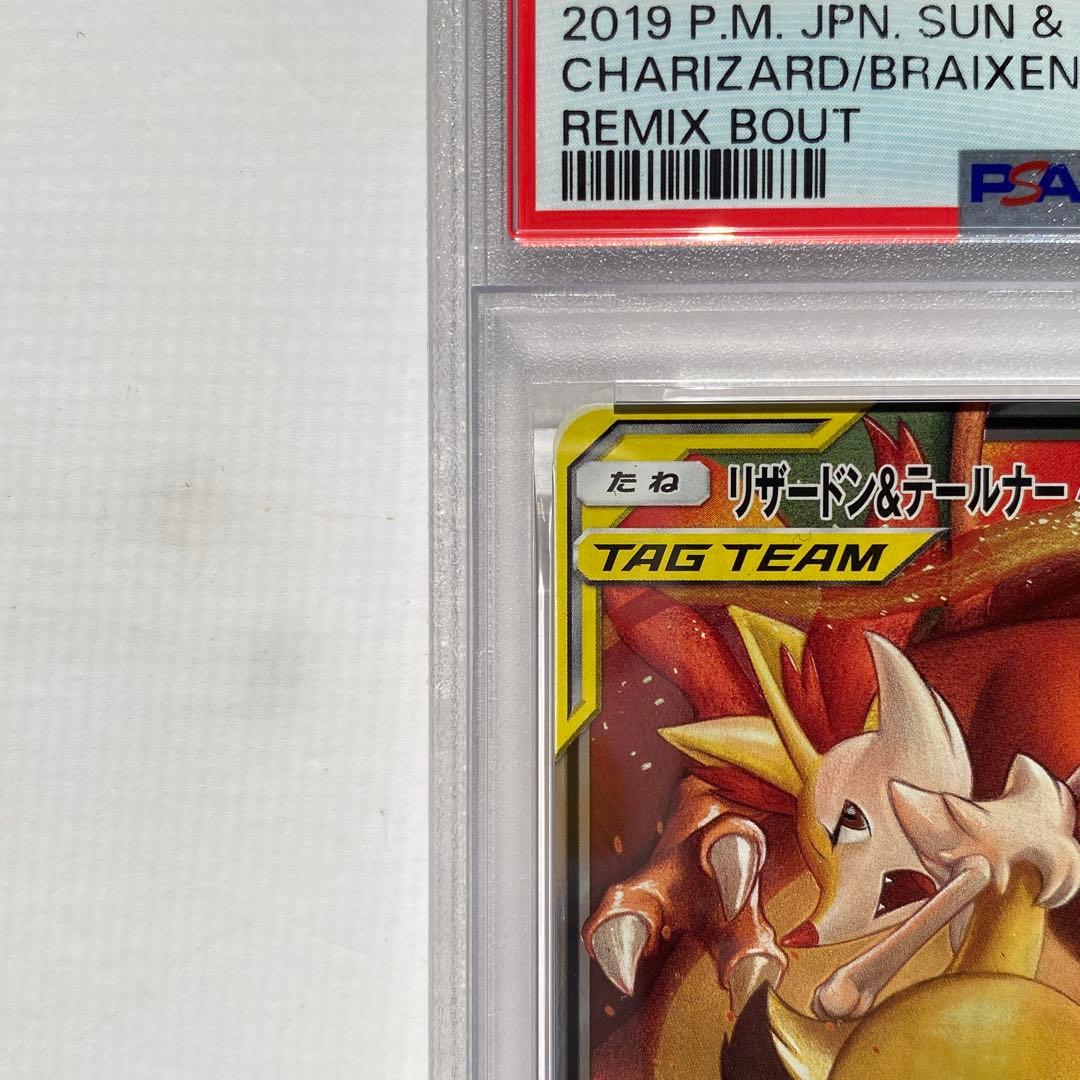 2019 P.M. JPN. SUN &
CHARIZARD/BRAIXEN
REMIX BOUT
PSA
たね リザードン&テールナー
TAG TEAM